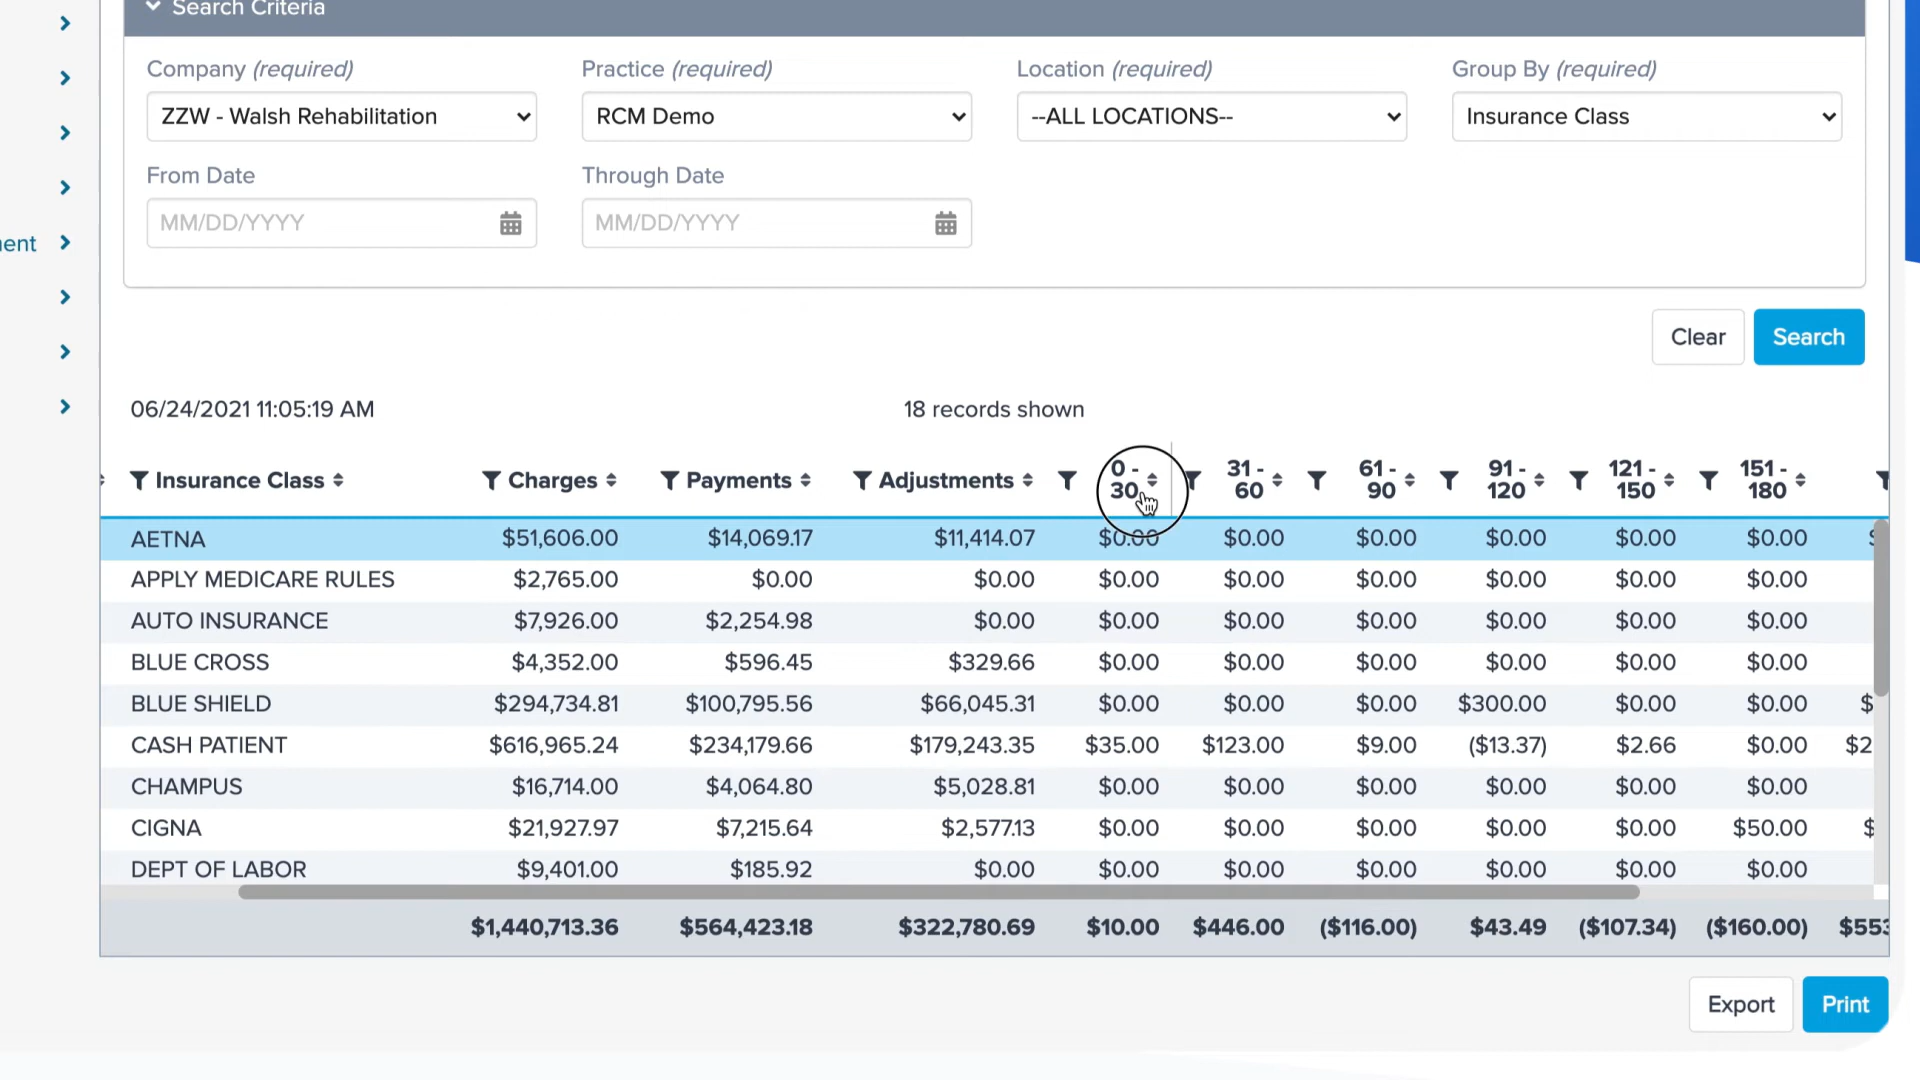 Search Criteria
Company (required) Practice (required) Location (required) Group By (required)
ZZW - Walsh Rehabilitation RCM Demo --ALL LOCATIONS-- Insurance Class
From Date Through Date
MM/DD/YYYY MM/DD/YYYY
ent
Clear Search
06/24/2021 11:05:19 AM 18 records shown
Insurance Class Charges Payments Adjustments 0 - 30 31 - 60 61 - 90 91 - 120 121 - 150 151 - 180
AETNA $51,606.00 $14,069.17 $11,414.07 $0.00 $0.00 $0.00 $0.00 $0.00 $0.00
APPLY MEDICARE RULES $2,765.00 $0.00 $0.00 $0.00 $0.00 $0.00 $0.00 $0.00 $0.00
AUTO INSURANCE $7,926.00 $2,254.98 $0.00 $0.00 $0.00 $0.00 $0.00 $0.00 $0.00
BLUE CROSS $4,352.00 $596.45 $329.66 $0.00 $0.00 $0.00 $0.00 $0.00 $0.00
BLUE SHIELD $294,734.81 $100,795.56 $66,045.31 $0.00 $0.00 $0.00 $300.00 $0.00 $0.00 $
CASH PATIENT $616,965.24 $234,179.66 $179,243.35 $35.00 $123.00 $9.00 ($13.37) $2.66 $0.00 $2
CHAMPUS $16,714.00 $4,064.80 $5,028.81 $0.00 $0.00 $0.00 $0.00 $0.00 $0.00
CIGNA $21,927.97 $7,215.64 $2,577.13 $0.00 $0.00 $0.00 $0.00 $0.00 $50.00 $
DEPT OF LABOR $9,401.00 $185.92 $0.00 $0.00 $0.00 $0.00 $0.00 $0.00 $0.00
$1,440,713.36 $564,423.18 $322,780.69 $10.00 $446.00 ($116.00) $43.49 ($107.34) ($160.00) $553
Export Print